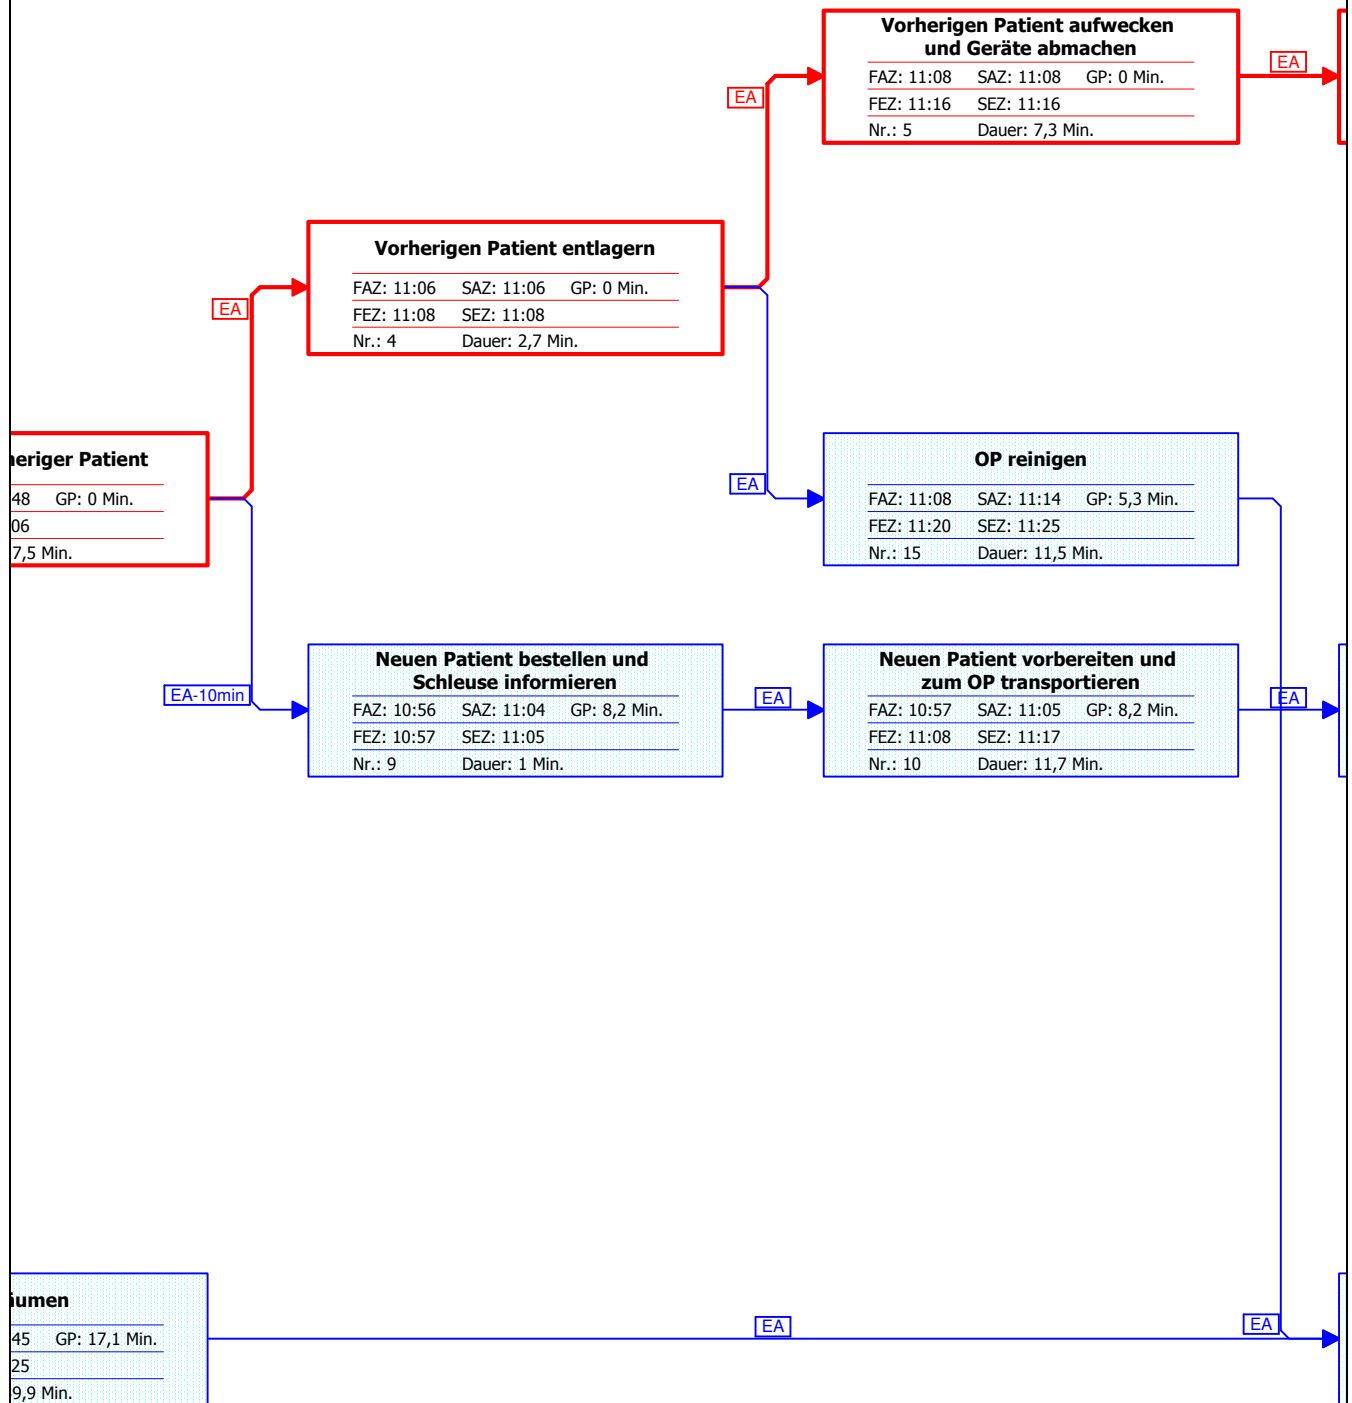 Vorherigen Patient aufwecken
und Geräte abmachen
FAZ: 11:08 SAZ: 11:08 GP: 0 Min.
FEZ: 11:16 SEZ: 11:16
Nr.: 5 Dauer: 7,3 Min.
EA
EA
Vorherigen Patient entlagern
FAZ: 11:06 SAZ: 11:06 GP: 0 Min.
FEZ: 11:08 SEZ: 11:08
Nr.: 4 Dauer: 2,7 Min.
EA
heriger Patient
48 GP: 0 Min.
06
7,5 Min.
EA
OP reinigen
FAZ: 11:08 SAZ: 11:14 GP: 5,3 Min.
FEZ: 11:20 SEZ: 11:25
Nr.: 15 Dauer: 11,5 Min.
EA-10min
Neuen Patient bestellen und
Schleuse informieren
FAZ: 10:56 SAZ: 11:04 GP: 8,2 Min.
FEZ: 10:57 SEZ: 11:05
Nr.: 9 Dauer: 1 Min.
EA
Neuen Patient vorbereiten und
zum OP transportieren
FAZ: 10:57 SAZ: 11:05 GP: 8,2 Min.
FEZ: 11:08 SEZ: 11:17
Nr.: 10 Dauer: 11,7 Min.
EA
äumen
45 GP: 17,1 Min.
25
9,9 Min.
EA
EA